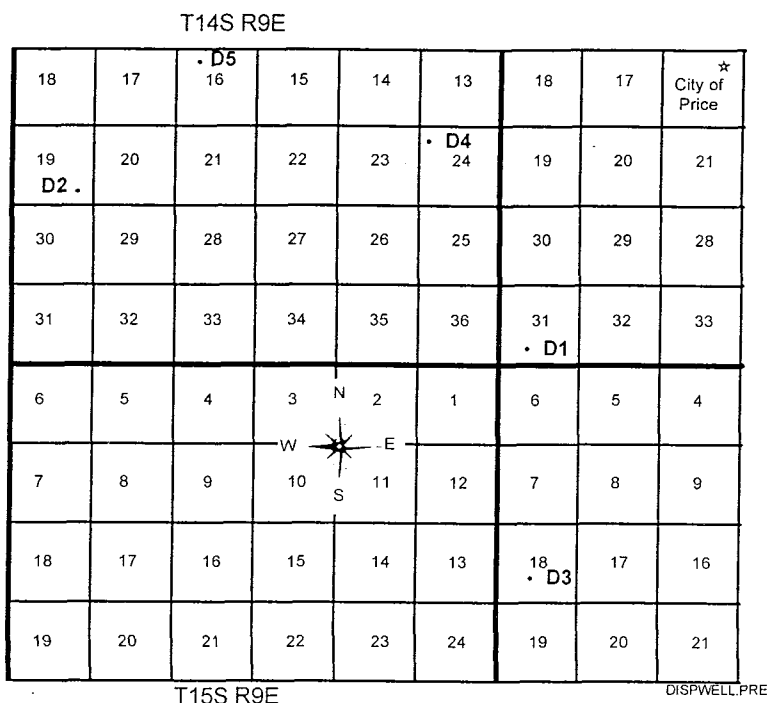 T14S R9E
18 17 16 15 14 13 18 17 City of Price
D5
19 20 21 22 23 24 19 20 21
D2 D4
30 29 28 27 26 25 30 29 28
31 32 33 34 35 36 31 32 33
D1
6 5 4 3 N 2 1 6 5 4
W E
7 8 9 10 S 11 12 7 8 9
18 17 16 15 14 13 18 17 16
D3
19 20 21 22 23 24 19 20 21
T15S R9E
DISPWELL.PRE